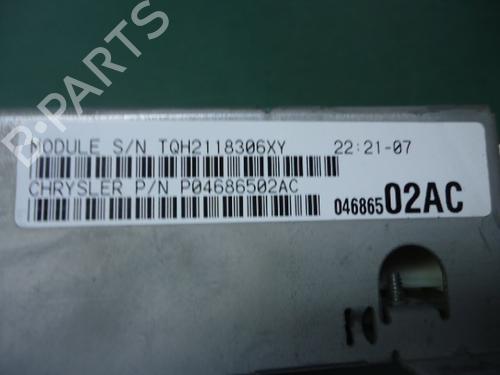 B-PARTS
MODULE S/N TQH2118306XY 22:21-07
CHRYSLER P/N P04686502AC
04686502AC